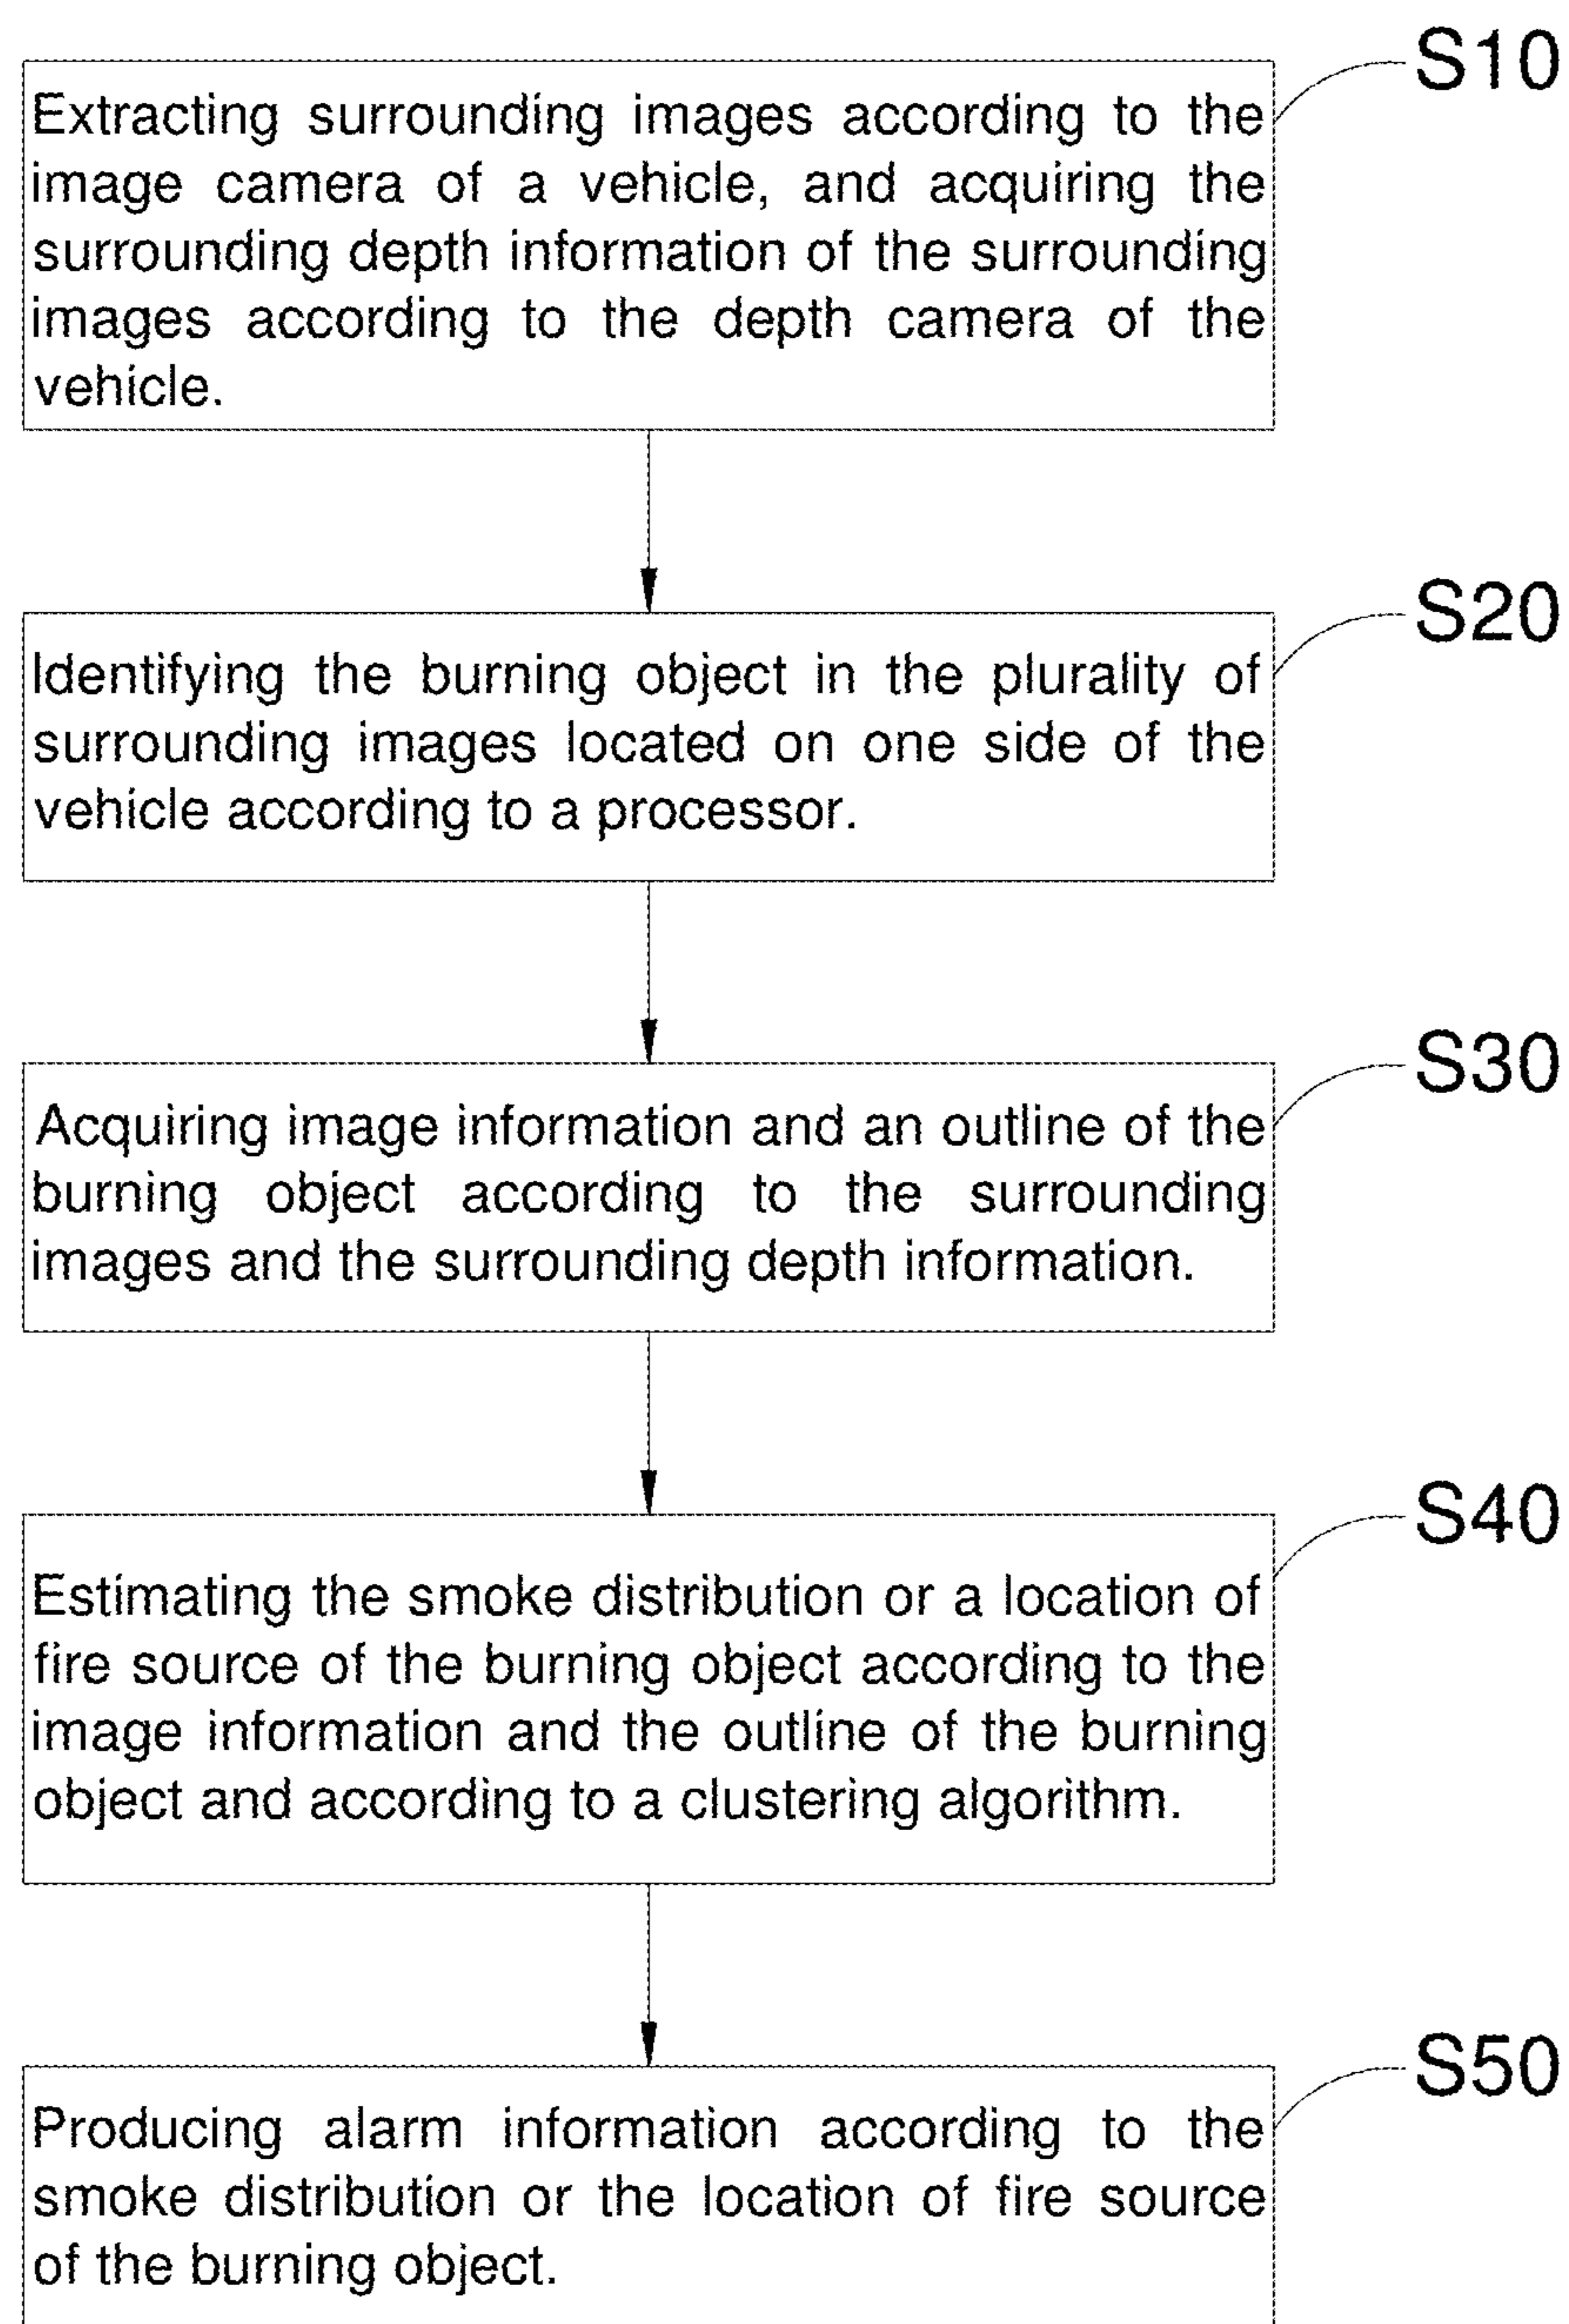 S10
Extracting surrounding images according to the
image camera of a vehicle, and acquiring the
surrounding depth information of the surrounding
images according to the depth camera of the
vehicle.
S20
Identifying the burning object in the plurality of
surrounding images located on one side of the
vehicle according to a processor.
S30
Acquiring image information and an outline of the
burning object according to the surrounding
images and the surrounding depth information.
S40
Estimating the smoke distribution or a location of
fire source of the burning object according to the
image information and the outline of the burning
object and according to a clustering algorithm.
S50
Producing alarm information according to the
smoke distribution or the location of fire source
of the burning object.